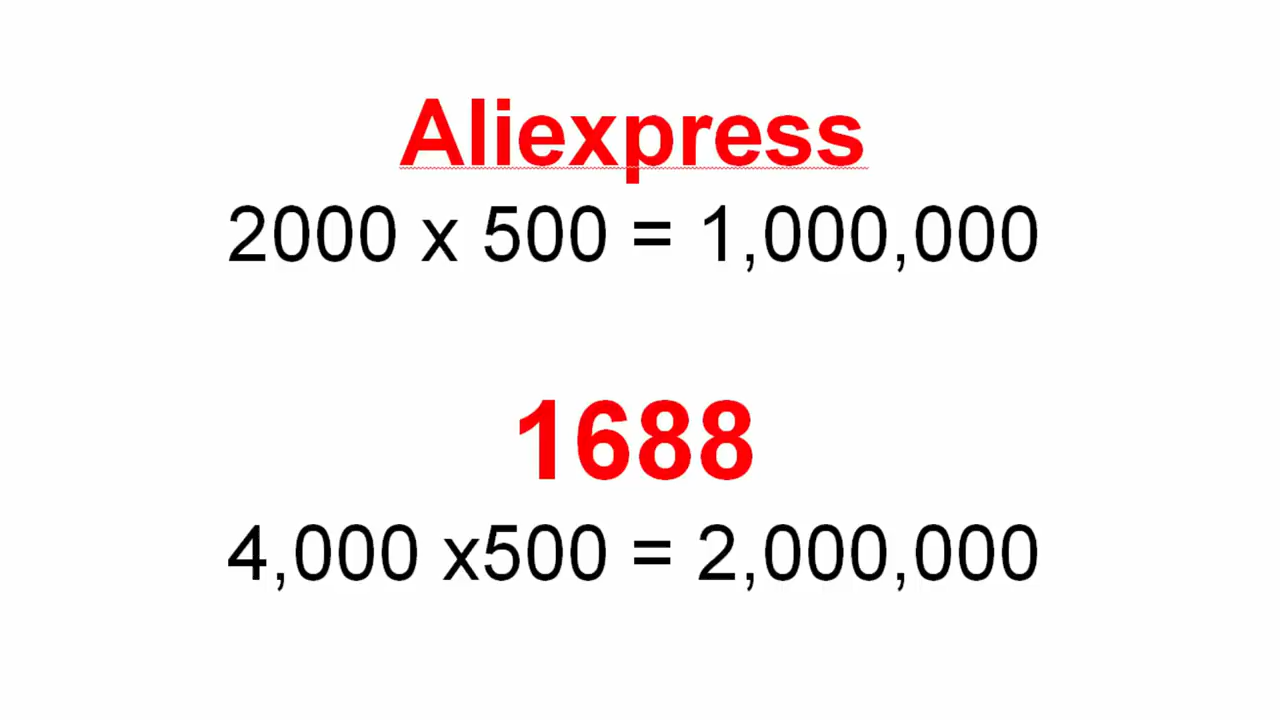 Aliexpress
2000 x 500 = 1,000,000
1688
4,000 x500 = 2,000,000